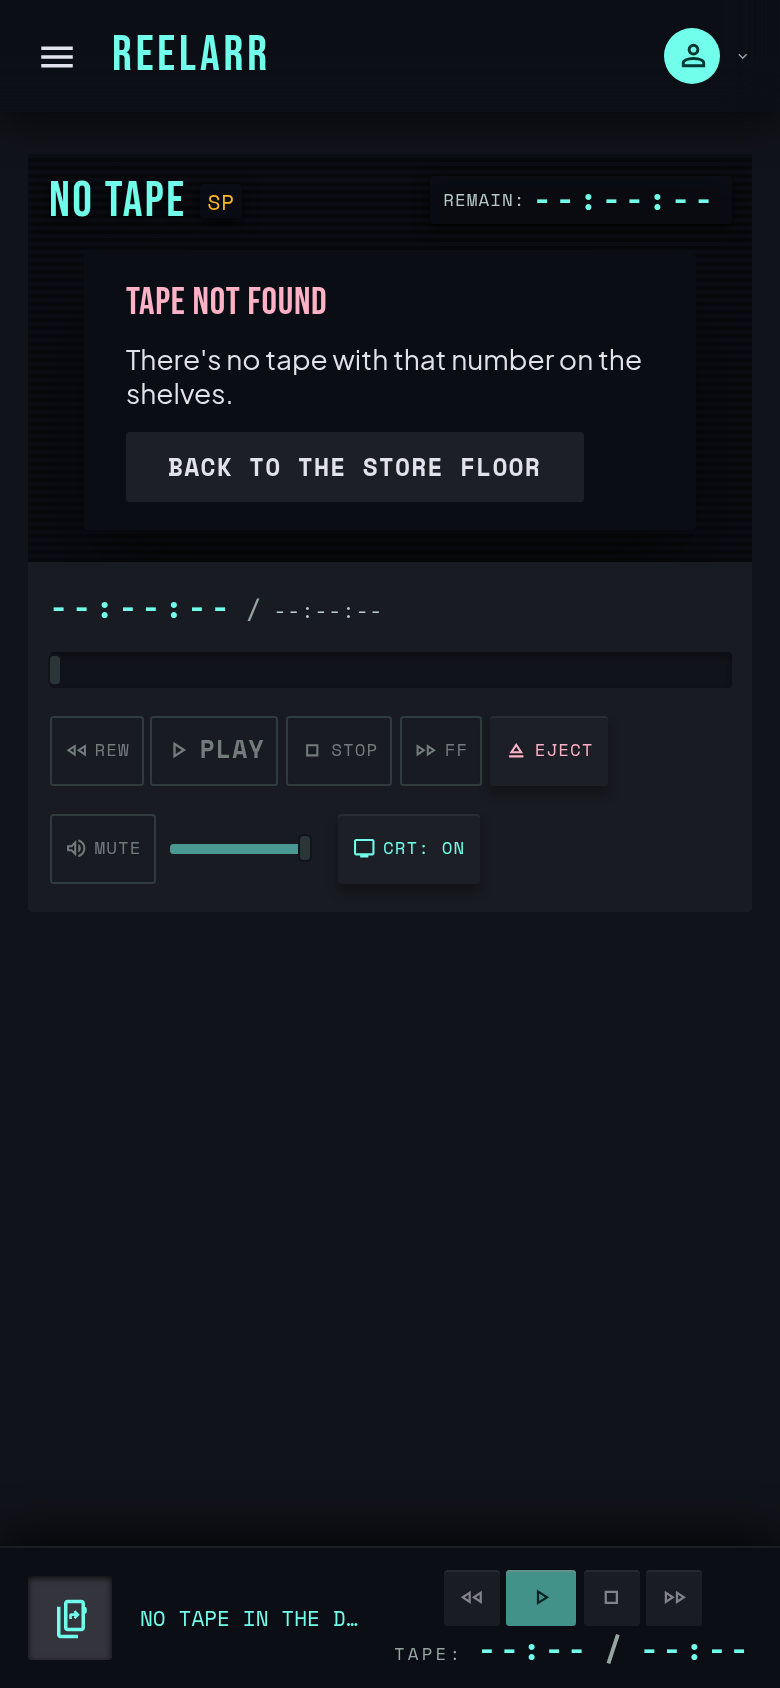 REELARR
NO TAPE SP
REMAIN: --:--:--
TAPE NOT FOUND
There's no tape with that number on the
shelves.
BACK TO THE STORE FLOOR
--:--:-- / --:--:--
REW PLAY STOP FF EJECT
MUTE CRT: ON
NO TAPE IN THE D…
TAPE: --:-- / --:--